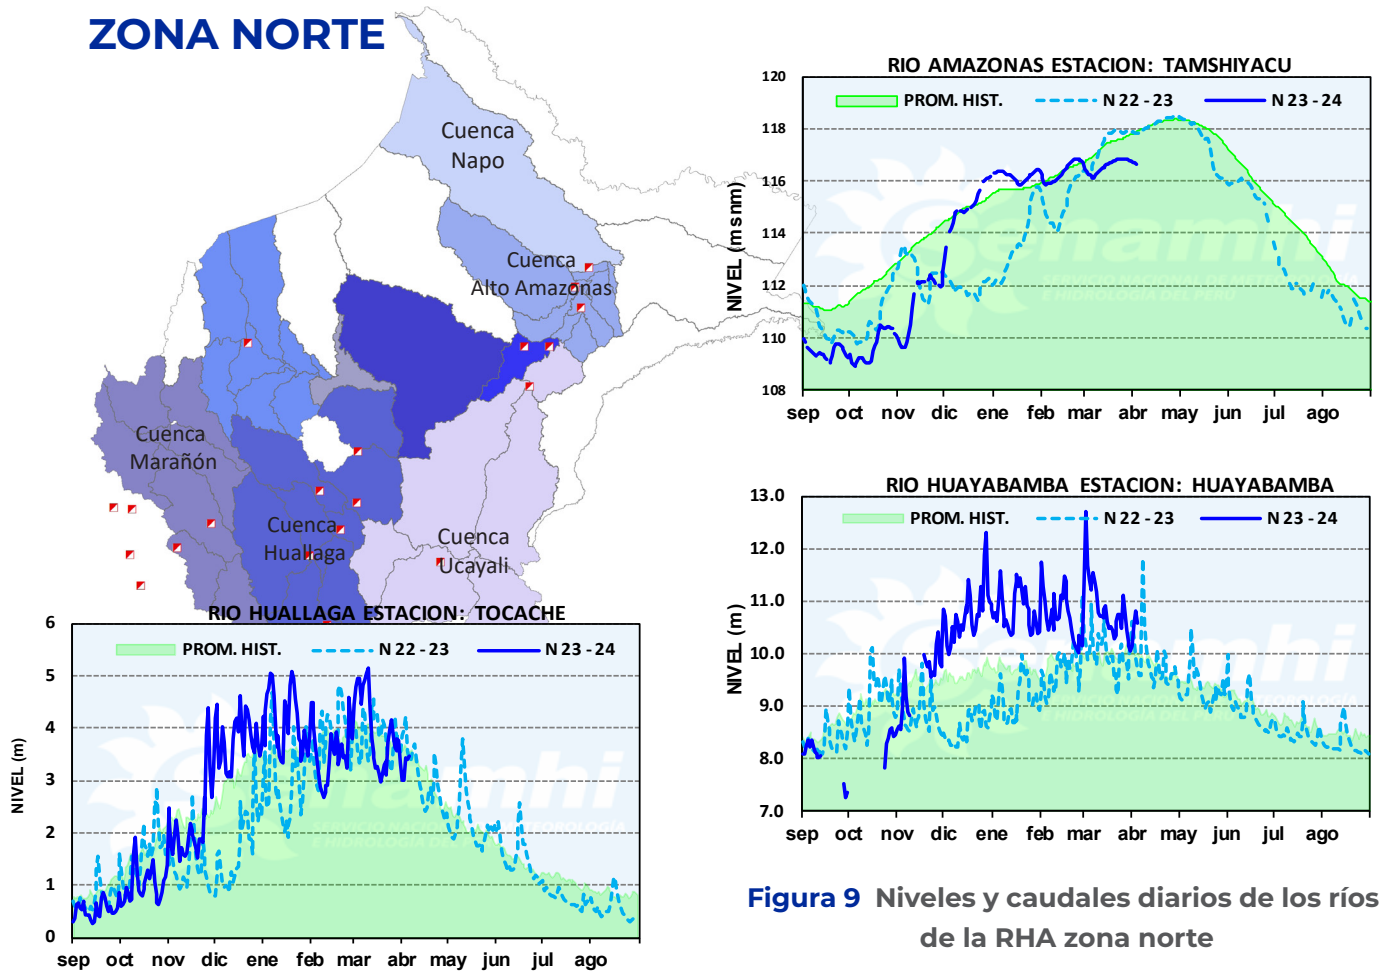 ZONA NORTE
Cuenca
Napo
Cuenca
Alto Amazonas
Cuenca
Marañón
Cuenca
Huallaga
Cuenca
Ucayali
RIO AMAZONAS ESTACION: TAMSHIYACU
PROM. HIST. N 22 - 23 N 23 - 24
NIVEL (m snm)
120
118
116
114
112
110
108
sep oct nov dic ene feb mar abr may jun jul ago
senamhi
HIDROLOGÍA DEL PERÚ
RIO HUAYABAMBA ESTACION: HUAYABAMBA
PROM. HIST. N 22 - 23 N 23 - 24
NIVEL (m)
13.0
12.0
11.0
10.0
9.0
8.0
7.0
sep oct nov dic ene feb mar abr may jun jul ago
RIO HUALLAGA ESTACION: TOCACHE
PROM. HIST. N 22 - 23 N 23 - 24
NIVEL (m)
6
5
4
3
2
1
0
sep oct nov dic ene feb mar abr may jun jul ago
senamhi
Figura 9 Niveles y caudales diarios de los ríos
de la RHA zona norte